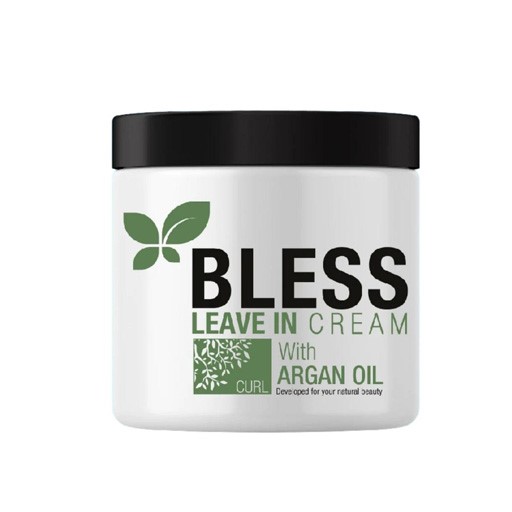 BLESS
LEAVE IN CREAM
With
ARGAN OIL
CURL
Developed for your natural beauty